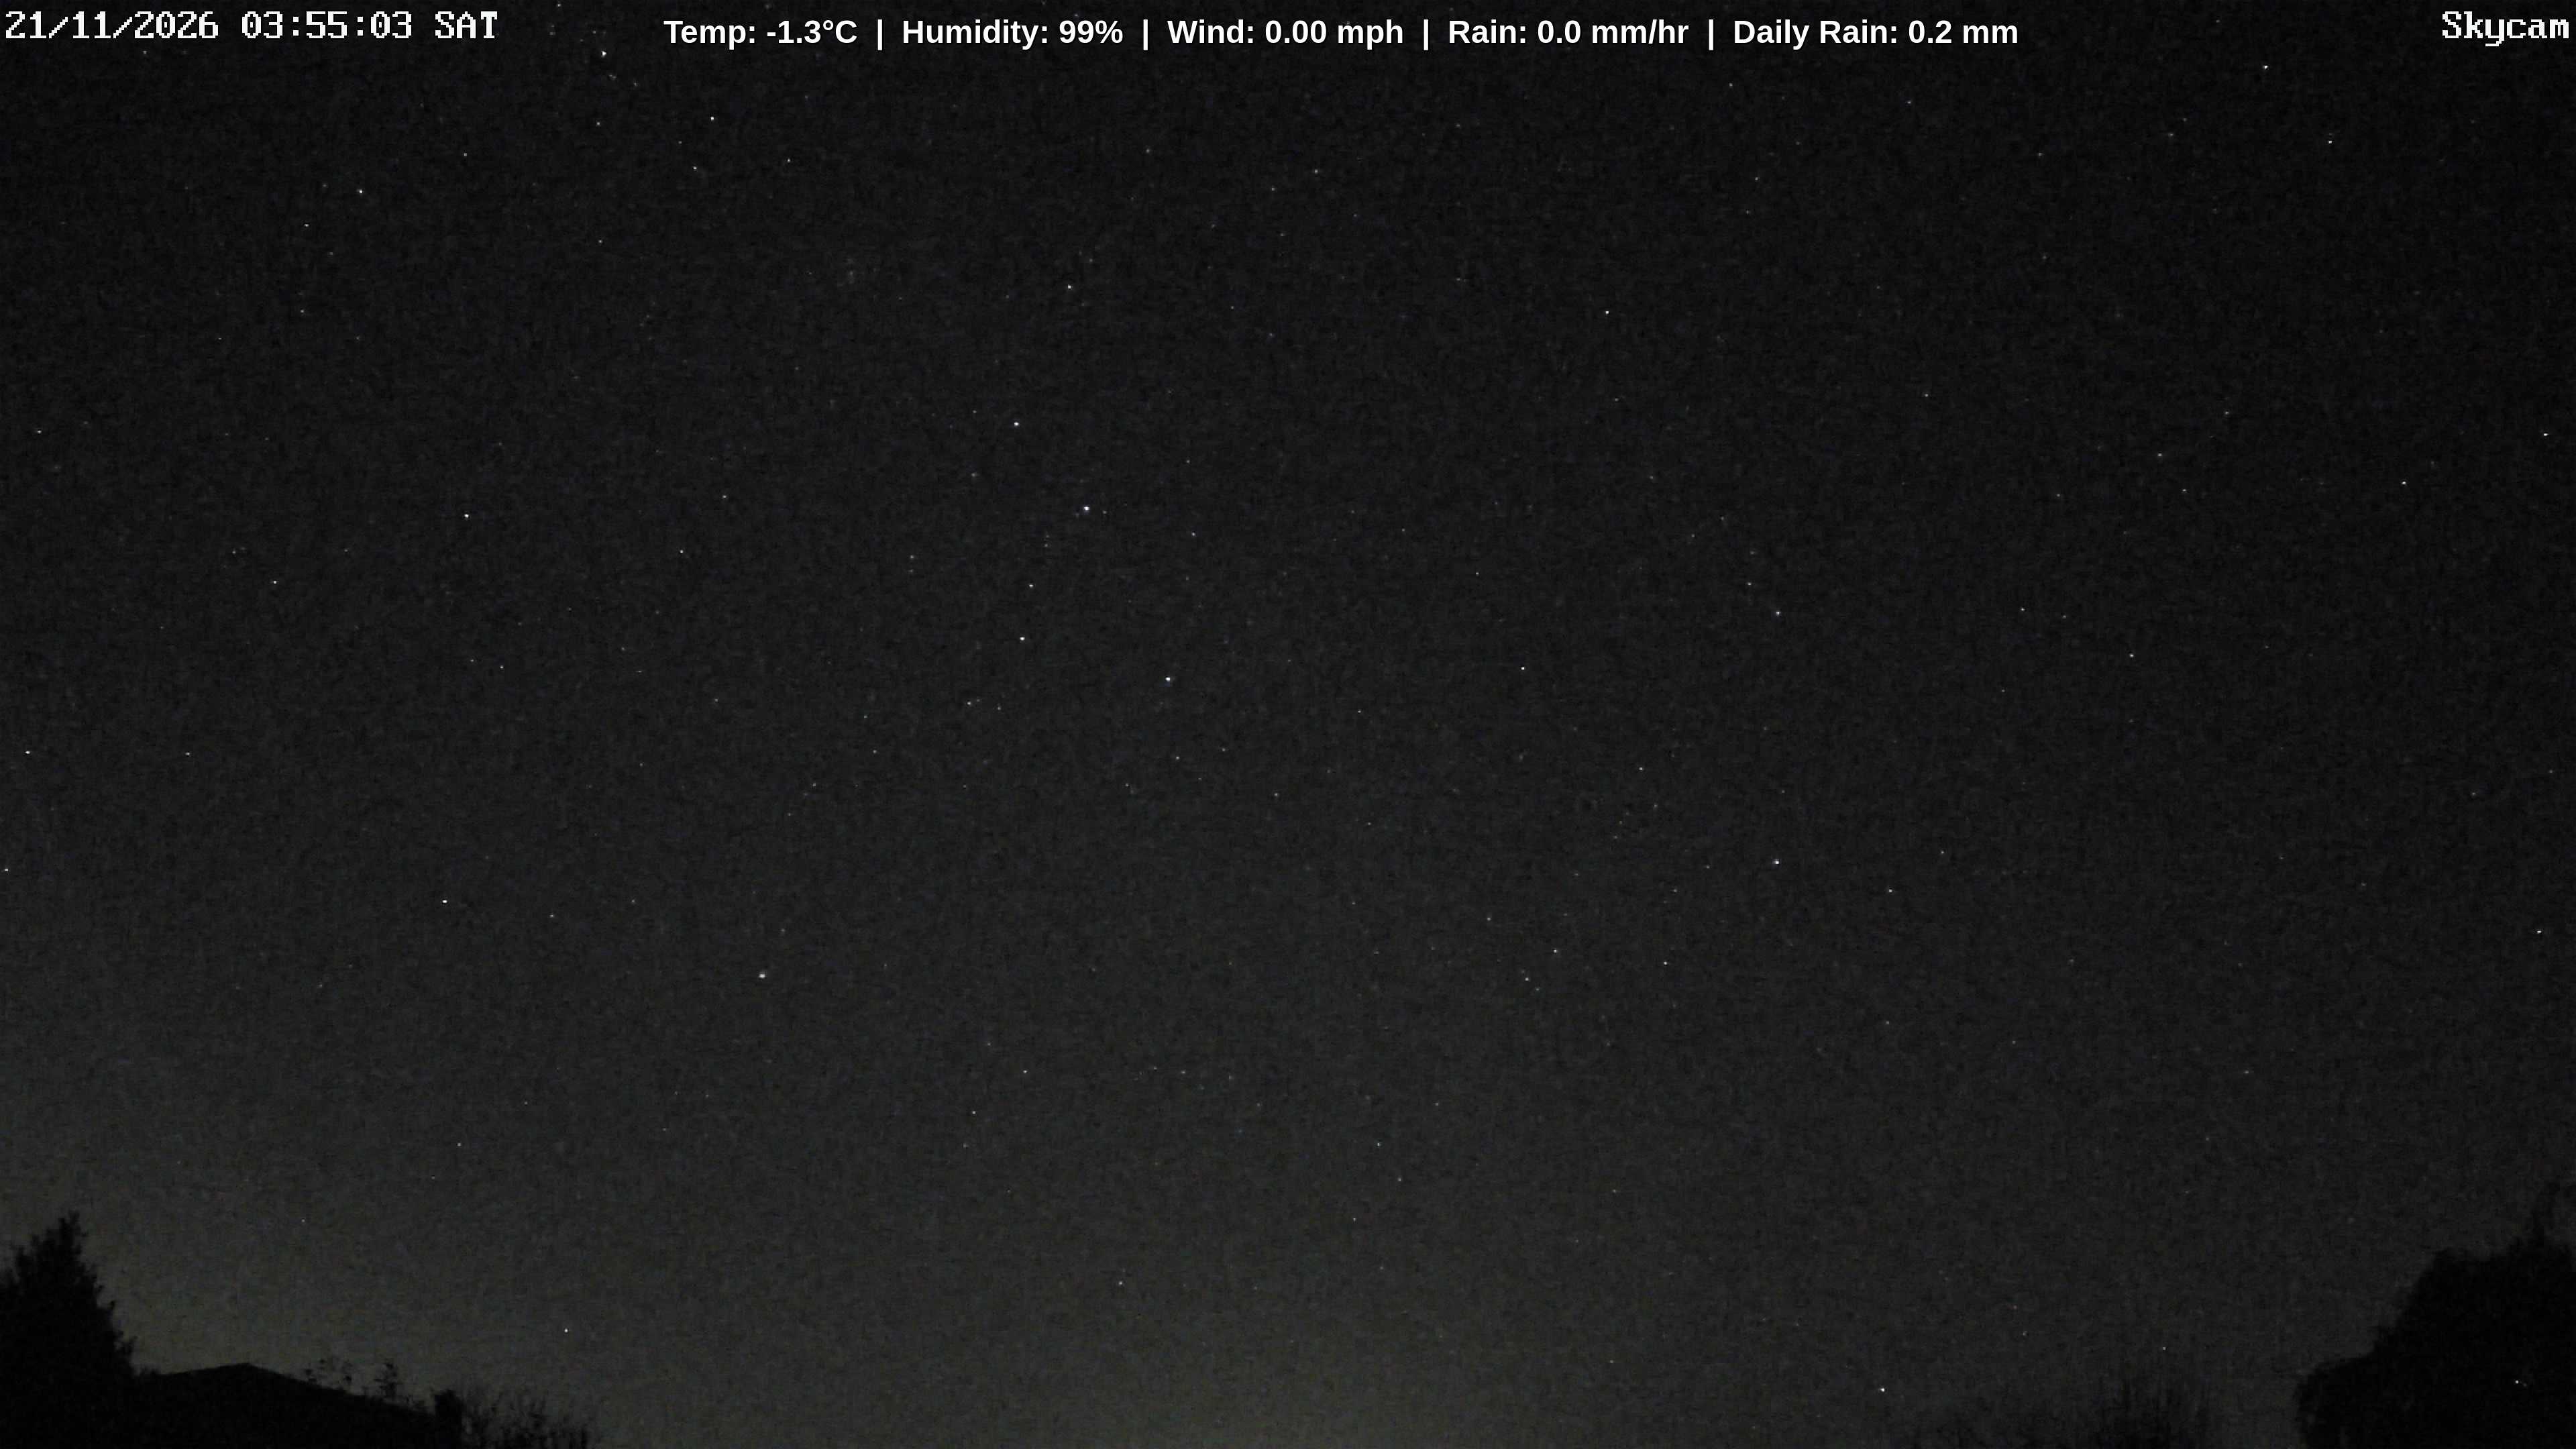 21/11/2026 03:55:03 SAT
Temp: -1.3°C | Humidity: 99% | Wind: 0.00 mph | Rain: 0.0 mm/hr | Daily Rain: 0.2 mm
Skycam